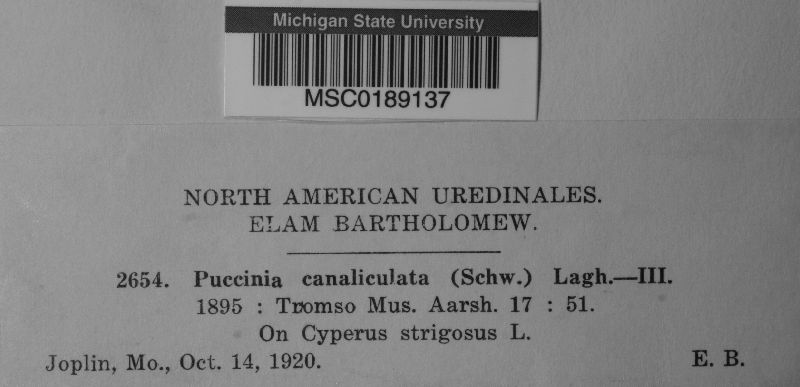 Michigan State University
MSC0189137
NORTH AMERICAN UREDINALES.
ELAM BARTHOLOMEW.
2654. Puccinia canaliculata (Schw.) Lagh.—III.
1895 : Tromso Mus. Aarsh. 17 : 51.
On Cyperus strigosus L.
Joplin, Mo., Oct. 14, 1920. E. B.